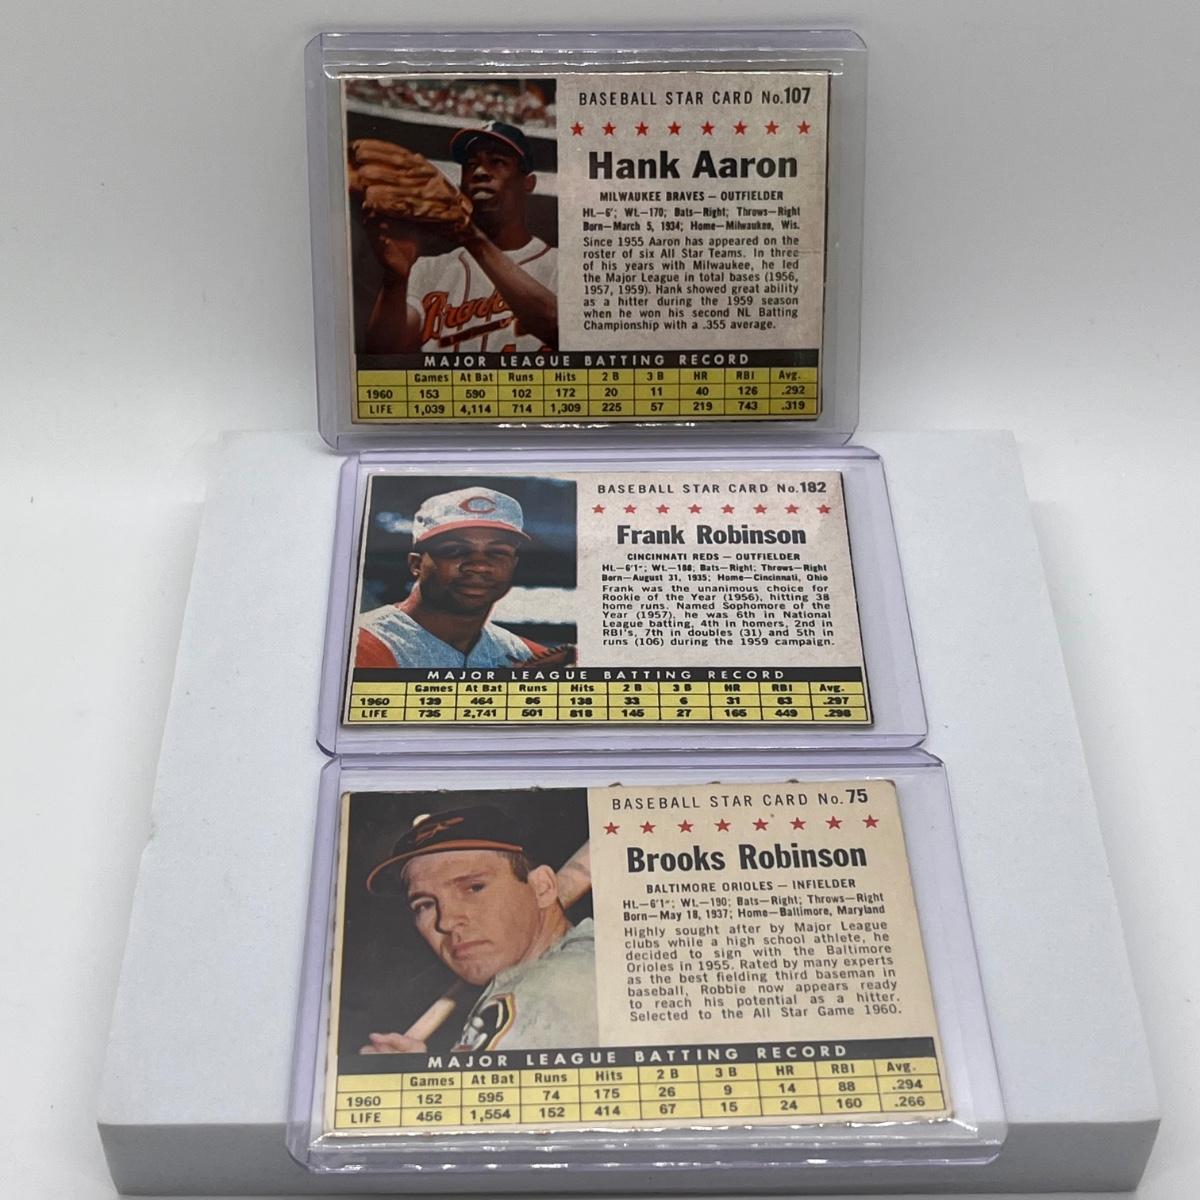 BASEBALL STAR CARD No.107
Hank Aaron
MILWAUKEE BRAVES — OUTFIELDER
Ht.—6'; Wt.—170; Bats—Right; Throws—Right
Born—March 5, 1934; Home—Milwaukee, Wis.
Since 1955 Aaron has appeared on the
roster of six All Star Teams. In three
of his years with Milwaukee, he led
the Major League in total bases (1956,
1957, 1959). Hank showed great ability
as a hitter during the 1959 season
when he won his second NL Batting
Championship with a .355 average.
Braves
MAJOR LEAGUE BATTING RECORD
Games At Bat Runs Hits 2 B 3 B HR RBI Avg.
1960 153 590 102 172 20 11 40 126 .292
LIFE 1,039 4,114 714 1,309 225 57 219 743 .319
BASEBALL STAR CARD No.182
C
Frank Robinson
CINCINNATI REDS — OUTFIELDER
Ht.—6'1"; Wt.—188; Bats—Right; Throws—Right
Born—August 31, 1935; Home—Cincinnati, Ohio
Frank was the unanimous choice for
Rookie of the Year (1956), hitting 38
home runs. Named Sophomore of the
Year (1957), he was 6th in National
League batting, 4th in homers, 2nd in
RBI's, 7th in doubles (31) and 5th in
runs (106) during the 1959 campaign.
MAJOR LEAGUE BATTING RECORD
Games At Bat Runs Hits 2 B 3 B HR RBI Avg.
1960 139 464 86 138 33 6 31 83 .297
LIFE 735 2,741 501 818 145 27 165 449 .298
BASEBALL STAR CARD No.75
Brooks Robinson
BALTIMORE ORIOLES — INFIELDER
Ht.—6'1"; Wt.—190; Bats—Right; Throws—Right
Born—May 18, 1937; Home—Baltimore, Maryland
Highly sought after by Major League
clubs while a high school athlete, he
decided to sign with the Baltimore
Orioles in 1955. Rated by many experts
as the best fielding third baseman in
baseball, Robbie now appears ready
to reach his potential as a hitter.
Selected to the All Star Game 1960.
MAJOR LEAGUE BATTING RECORD
Games At Bat Runs Hits 2 B 3 B HR RBI Avg.
1960 152 595 74 175 26 9 14 88 .294
LIFE 456 1,554 152 414 67 15 24 160 .266